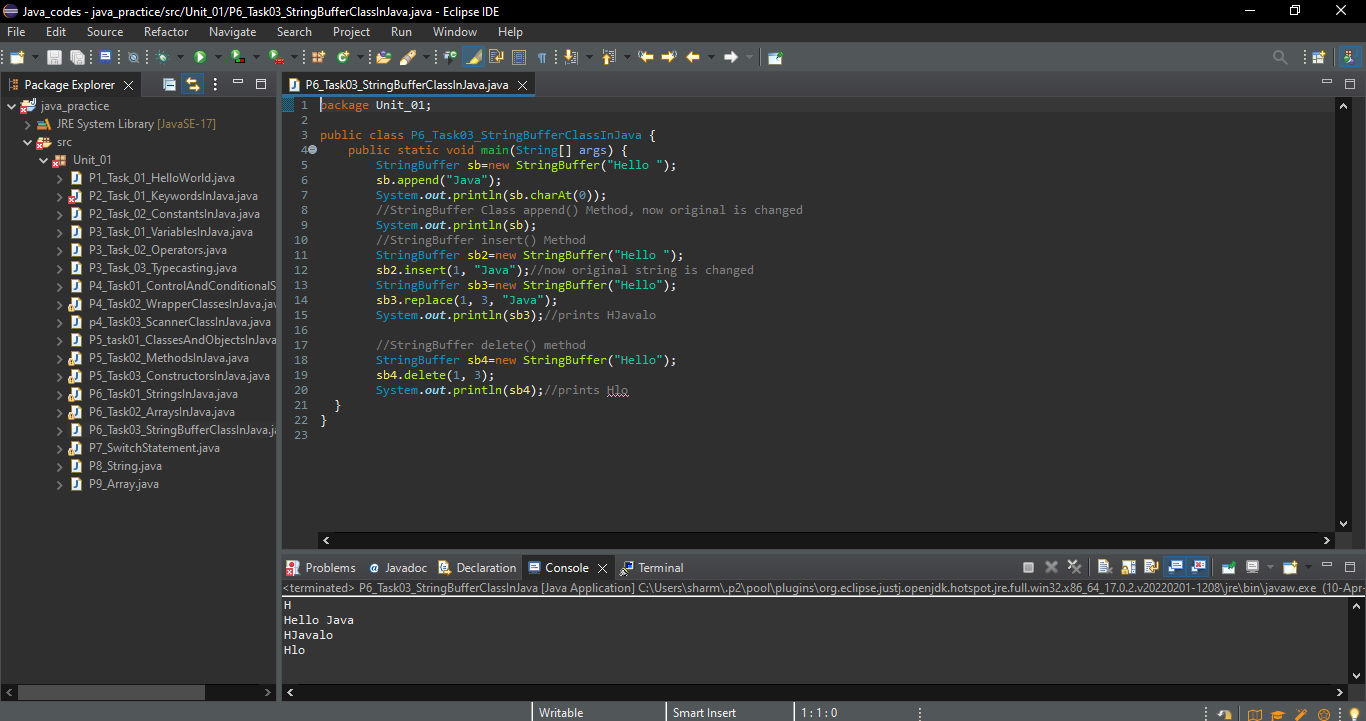 Java_codes - java_practice/src/Unit_01/P6_Task03_StringBufferClassInJava.java - Eclipse IDE
File Edit Source Refactor Navigate Search Project Run Window Help
Package Explorer
java_practice
JRE System Library [JavaSE-17]
src
Unit_01
P1_Task_01_HelloWorld.java
P2_Task_01_KeywordsInJava.java
P2_Task_02_ConstantsInJava.java
P3_Task_01_VariablesInJava.java
P3_Task_02_Operators.java
P3_Task_03_Typecasting.java
P4_Task01_ControlAndConditionalS
P4_Task02_WrapperClassesInJava.jav
p4_Task03_ScannerClassInJava.java
P5_task01_ClassesAndObjectsInJava
P5_Task02_MethodsInJava.java
P5_Task03_ConstructorsInJava.java
P6_Task01_StringsInJava.java
P6_Task02_ArraysInJava.java
P6_Task03_StringBufferClassInJava.ja
P7_SwitchStatement.java
P8_String.java
P9_Array.java
P6_Task03_StringBufferClassInJava.java
1 package Unit_01;
2
3 public class P6_Task03_StringBufferClassInJava {
4 public static void main(String[] args) {
5 StringBuffer sb=new StringBuffer("Hello ");
6 sb.append("Java");
7 System.out.println(sb.charAt(0));
8 //StringBuffer Class append() Method, now original is changed
9 System.out.println(sb);
10 //StringBuffer insert() Method
11 StringBuffer sb2=new StringBuffer("Hello ");
12 sb2.insert(1, "Java");//now original string is changed
13 StringBuffer sb3=new StringBuffer("Hello");
14 sb3.replace(1, 3, "Java");
15 System.out.println(sb3);//prints HJavalo
16
17 //StringBuffer delete() method
18 StringBuffer sb4=new StringBuffer("Hello");
19 sb4.delete(1, 3);
20 System.out.println(sb4);//prints Hlo
21 }
22 }
23
Problems Javadoc Declaration Console Terminal
<terminated> P6_Task03_StringBufferClassInJava [Java Application] C:\Users\sharm\.p2\pool\plugins\org.eclipse.justj.openjdk.hotspot.jre.full.win32.x86_64_17.0.2.v20220201-1208\jre\bin\javaw.exe (10-Apr-
H
Hello Java
HJavalo
Hlo
Writable Smart Insert 1 : 1 : 0